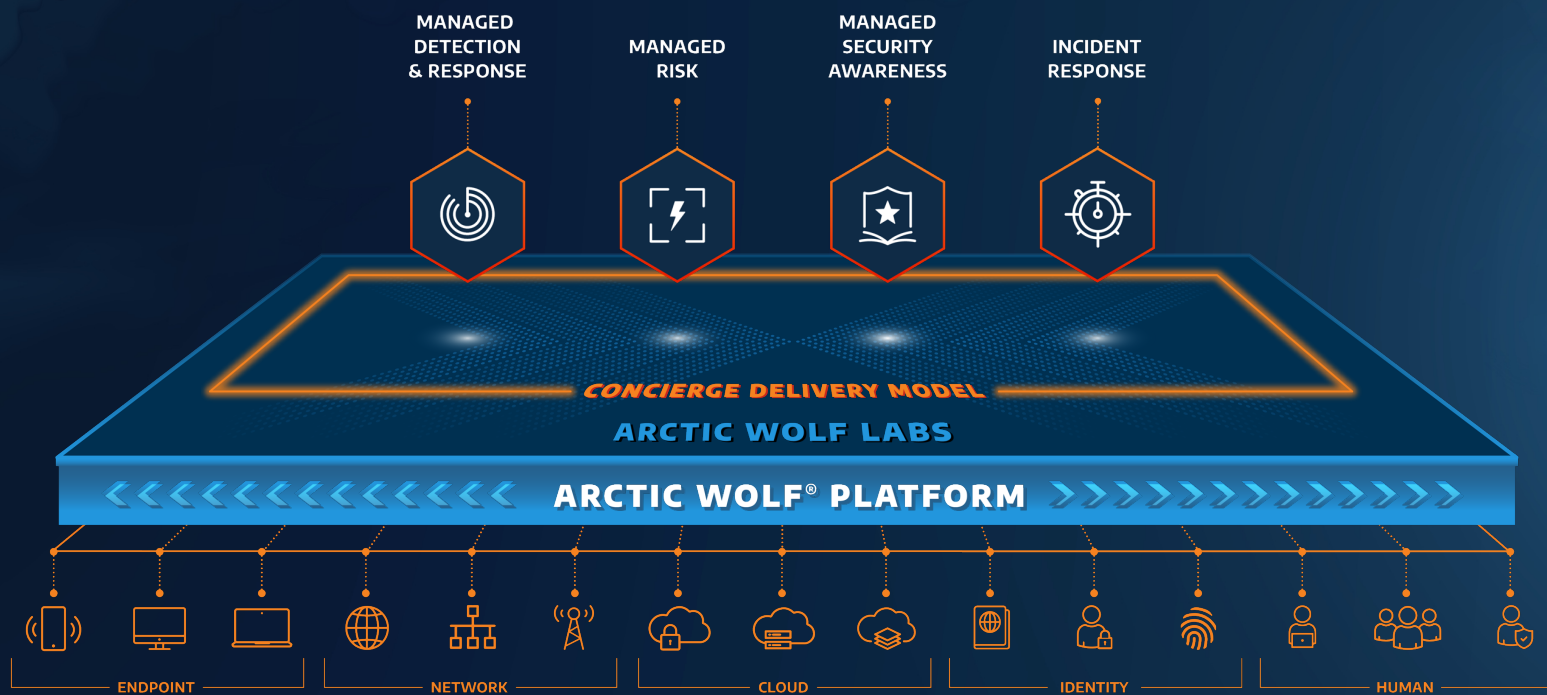 MANAGED
DETECTION
& RESPONSE
MANAGED
RISK
MANAGED
SECURITY
AWARENESS
INCIDENT
RESPONSE
CONCIERGE DELIVERY MODEL
ARCTIC WOLF LABS
ARCTIC WOLF® PLATFORM
ENDPOINT
NETWORK
CLOUD
IDENTITY
HUMAN